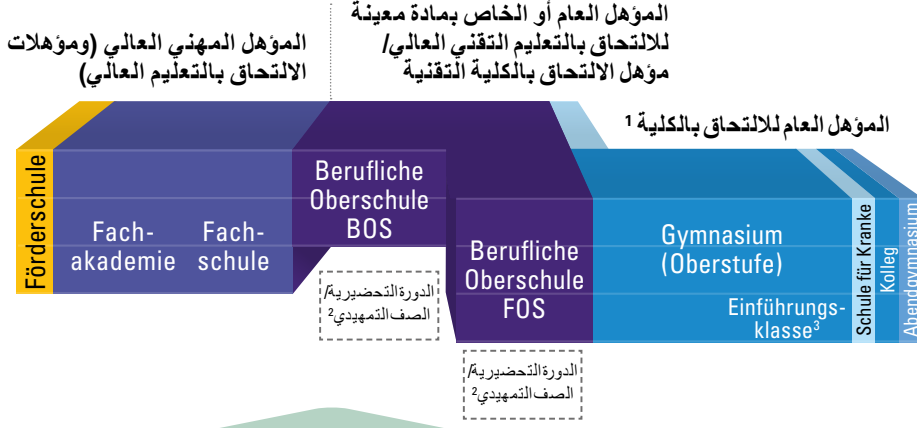 المؤهل العام أو الخاص بمادة معينة
للالتحاق بالتعليم التقني العالي/
مؤهل الالتحاق بالكلية التقنية
المؤهل المهني العالي (ومؤهلات
الالتحاق بالتعليم العالي)
المؤهل العام للالتحاق بالكلية ¹
Förderschule
Fach-
akademie
Fach-
schule
Berufliche
Oberschule
BOS
الدورة التحضيرية/
الصف التمهيدي²
Berufliche
Oberschule
FOS
الدورة التحضيرية/
الصف التمهيدي²
Gymnasium
(Oberstufe)
Einführungs-
klasse³
Schule für Kranke
Kolleg
Abendgymnasium